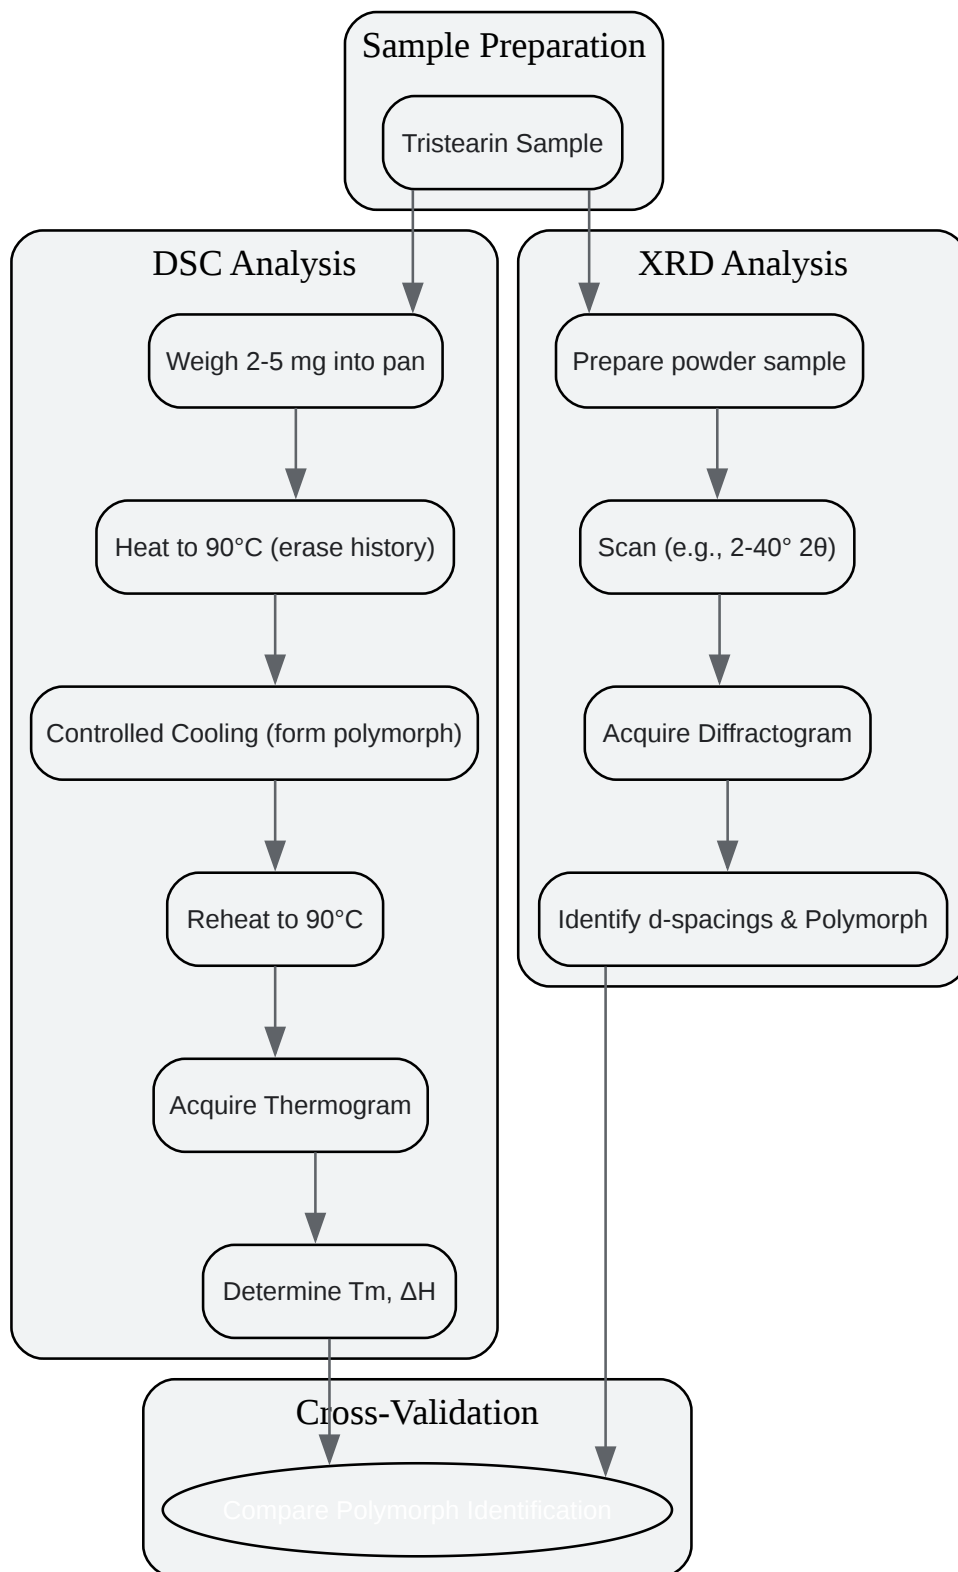 Sample Preparation
Tristearin Sample
DSC Analysis
Weigh 2-5 mg into pan
Heat to 90°C (erase history)
Controlled Cooling (form polymorph)
Reheat to 90°C
Acquire Thermogram
Determine Tm, ΔH
XRD Analysis
Prepare powder sample
Scan (e.g., 2-40° 2θ)
Acquire Diffractogram
Identify d-spacings & Polymorph
Cross-Validation
Compare Polymorph Identification